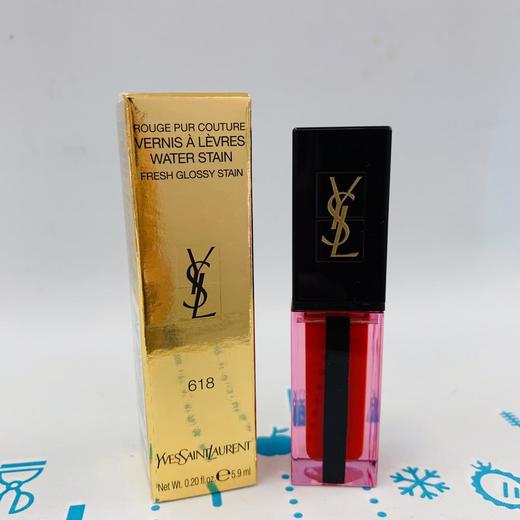 ROUGE PUR COUTURE
VERNIS À LÈVRES
WATER STAIN
FRESH GLOSSY STAIN
YSL
618
YVESSAINTLAURENT
Net Wt. 0.20 fl.oz. ℮ 5.9 ml
YSL